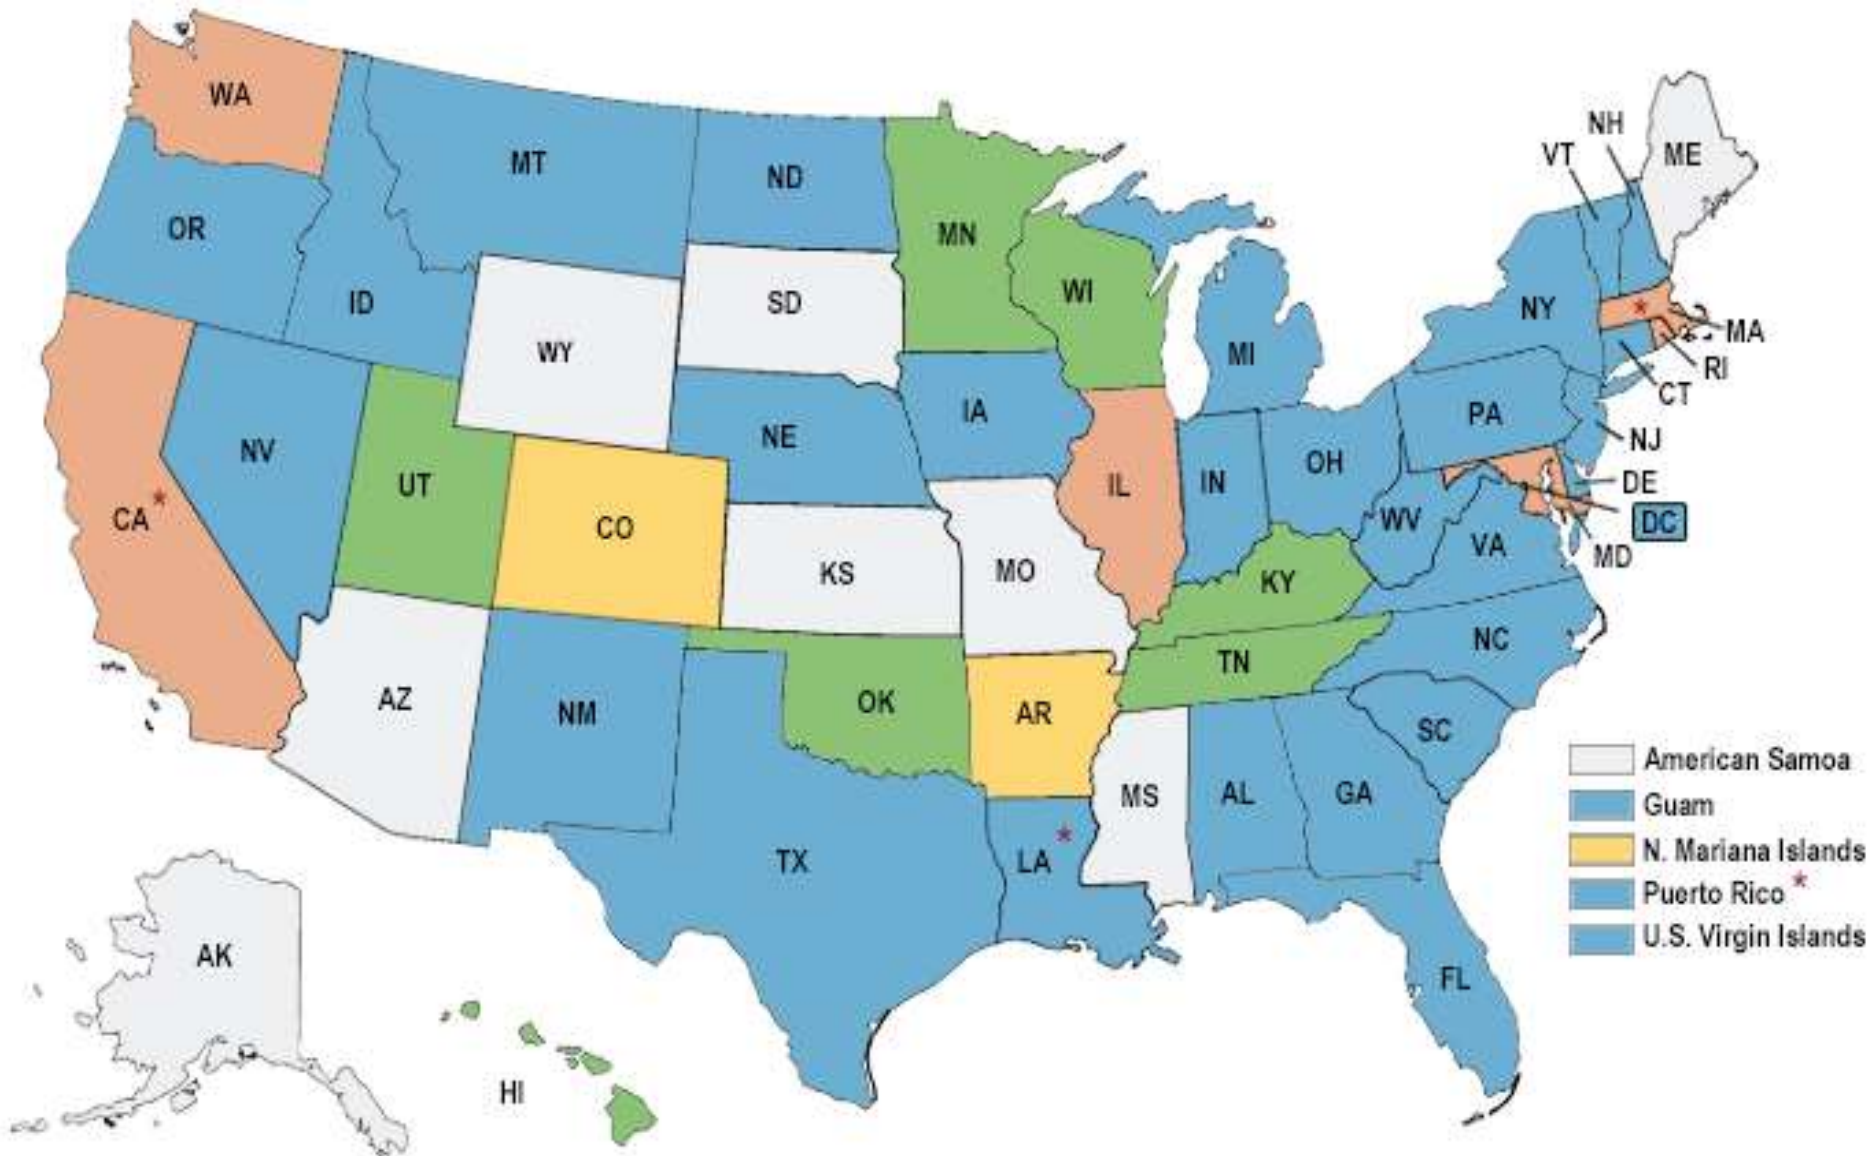 WA
MT
ND
MN
OR
ID
WY
SD
WI
MI
NH
VT
ME
NY
MA
RI
CT
NJ
PA
DE
DC
MD
CA *
NV
UT
CO
NE
IA
KS
MO
IL
IN
OH
WV
VA
KY
NC
TN
AZ
NM
OK
AR
SC
MS
AL
GA
TX
LA *
FL
AK
HI
*
American Samoa
Guam
N. Mariana Islands
Puerto Rico *
U.S. Virgin Islands